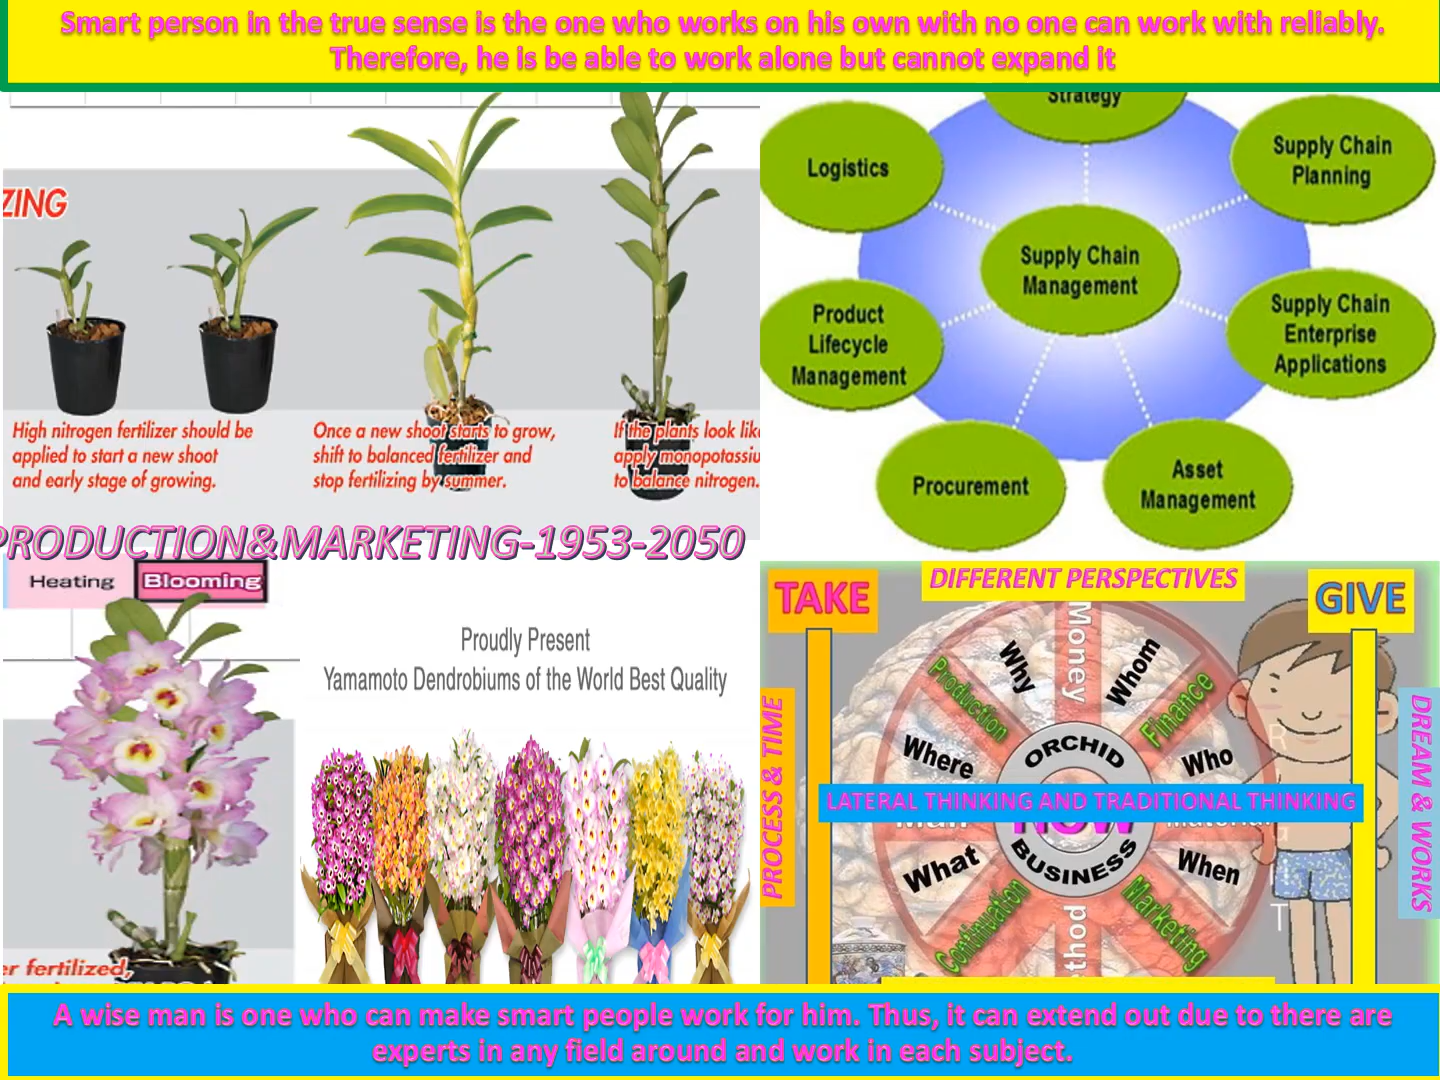 Smart person in the true sense is the one who works on his own with no one can work with reliably.
Therefore, he is be able to work alone but cannot expand it
ZING
High nitrogen fertilizer should be
applied to start a new shoot
and early stage of growing.
Once a new shoot starts to grow,
shift to balanced fertilizer and
stop fertilizing by summer.
If the plants look lik
apply monopotassiu
to balance nitrogen.
Strategy
Logistics
Supply Chain
Planning
Supply Chain
Management
Product
Lifecycle
Management
Supply Chain
Enterprise
Applications
Procurement
Asset
Management
PRODUCTION&MARKETING-1953-2050
Heating
Blooming
Proudly Present
Yamamoto Dendrobiums of the World Best Quality
er fertilized,
TAKE
DIFFERENT PERSPECTIVES
GIVE
PROCESS & TIME
DREAM & WORKS
Money
Why
Whom
Production
Finance
Where
Who
ORCHID
LATERAL THINKING AND TRADITIONAL THINKING
Man
HOW
Material
BUSINESS
What
When
Continuation
Marketing
thod
R
T
A wise man is one who can make smart people work for him. Thus, it can extend out due to there are
experts in any field around and work in each subject.